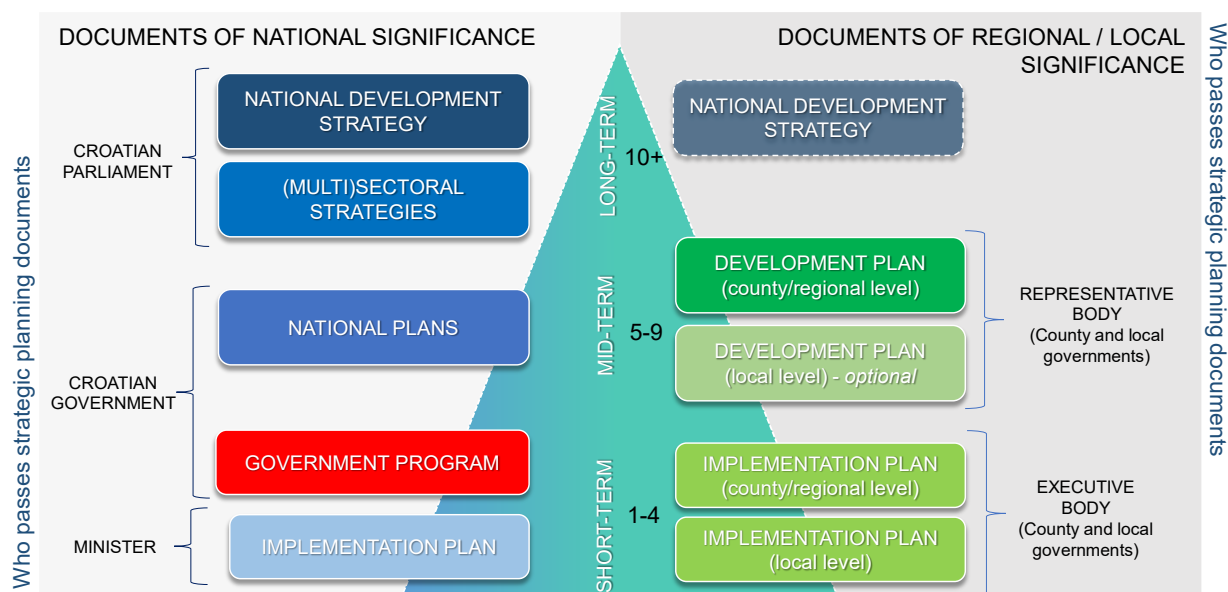 DOCUMENTS OF NATIONAL SIGNIFICANCE
DOCUMENTS OF REGIONAL / LOCAL
SIGNIFICANCE
Who passes strategic planning documents
CROATIAN
PARLIAMENT
NATIONAL DEVELOPMENT
STRATEGY
(MULTI)SECTORAL
STRATEGIES
CROATIAN
GOVERNMENT
NATIONAL PLANS
GOVERNMENT PROGRAM
MINISTER
IMPLEMENTATION PLAN
LONG-TERM
10+
MID-TERM
5-9
SHORT-TERM
1-4
NATIONAL DEVELOPMENT
STRATEGY
DEVELOPMENT PLAN
(county/regional level)
DEVELOPMENT PLAN
(local level) - optional
REPRESENTATIVE
BODY
(County and local
governments)
IMPLEMENTATION PLAN
(county/regional level)
IMPLEMENTATION PLAN
(local level)
EXECUTIVE
BODY
(County and local
governments)
Who passes strategic planning documents